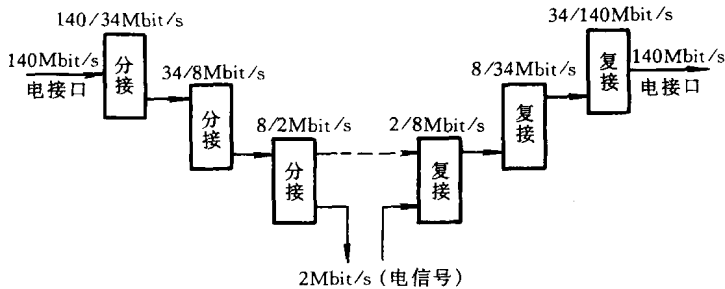 140/34Mbit/s
34/140Mbit/s
140Mbit/s
分接
34/8Mbit/s
8/34Mbit/s
复接
140Mbit/s
电接口
电接口
分接
8/2Mbit/s
2/8Mbit/s
复接
分接
复接
2Mbit/s (电信号)